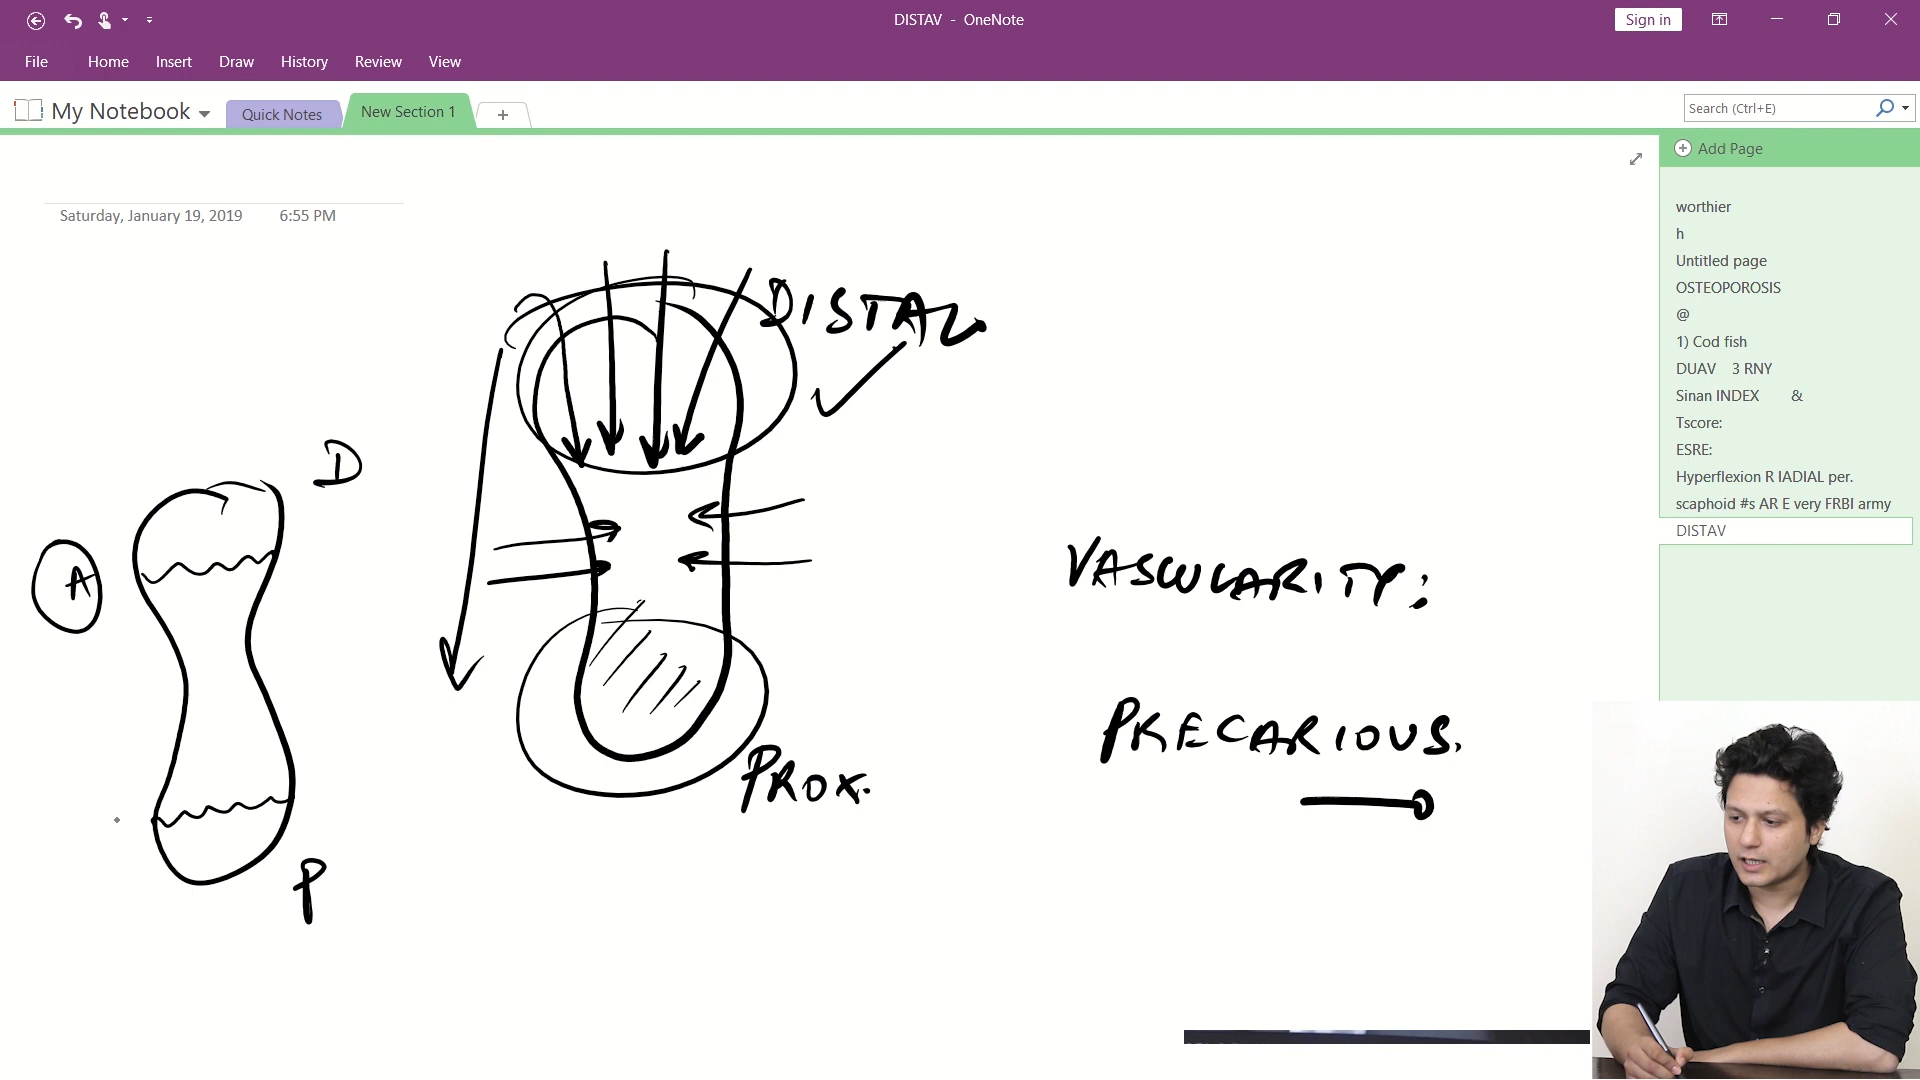 DISTAV - OneNote
Sign in
File Home Insert Draw History Review View
My Notebook
Quick Notes
New Section 1
+
Search (Ctrl+E)
Add Page
Saturday, January 19, 2019 6:55 PM
worthier
h
Untitled page
OSTEOPOROSIS
@
1) Cod fish
DUAV 3 RNY
Sinan INDEX &
Tscore:
ESRE:
Hyperflexion R IADIAL per.
scaphoid #s AR E very FRBI army
DISTAV
DISTAL
D
A
VASCULARITY:
PRECARIOUS.
PROX.
P